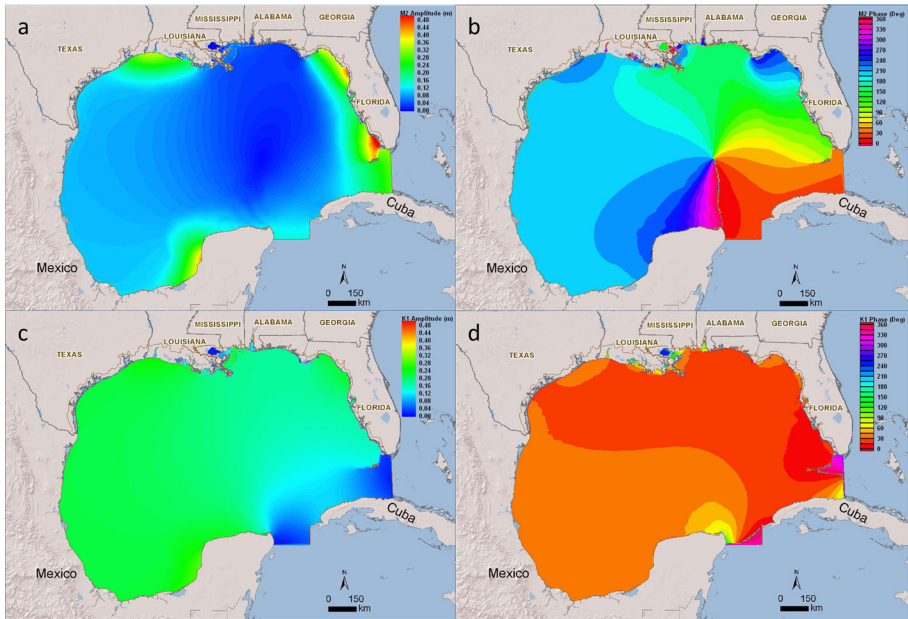 a
TEXAS
LOUISIANA
MISSISSIPPI
ALABAMA
GEORGIA
FLORIDA
Cuba
Mexico
M2 Amplitude (m)
0.48
0.44
0.40
0.36
0.32
0.28
0.24
0.20
0.16
0.12
0.08
0.04
0.00
N
0 150
km
b
TEXAS
LOUISIANA
MISSISSIPPI
ALABAMA
GEORGIA
FLORIDA
Cuba
Mexico
M2 Phase (Deg)
360
330
300
270
240
210
180
150
120
90
60
30
0
N
0 150
km
c
TEXAS
LOUISIANA
MISSISSIPPI
ALABAMA
GEORGIA
FLORIDA
Cuba
Mexico
K1 Amplitude (m)
0.48
0.44
0.40
0.36
0.32
0.28
0.24
0.20
0.16
0.12
0.08
0.04
0.00
N
0 150
km
d
TEXAS
LOUISIANA
MISSISSIPPI
ALABAMA
GEORGIA
FLORIDA
Cuba
Mexico
K1 Phase (Deg)
360
330
300
270
240
210
180
150
120
90
60
30
0
N
0 150
km